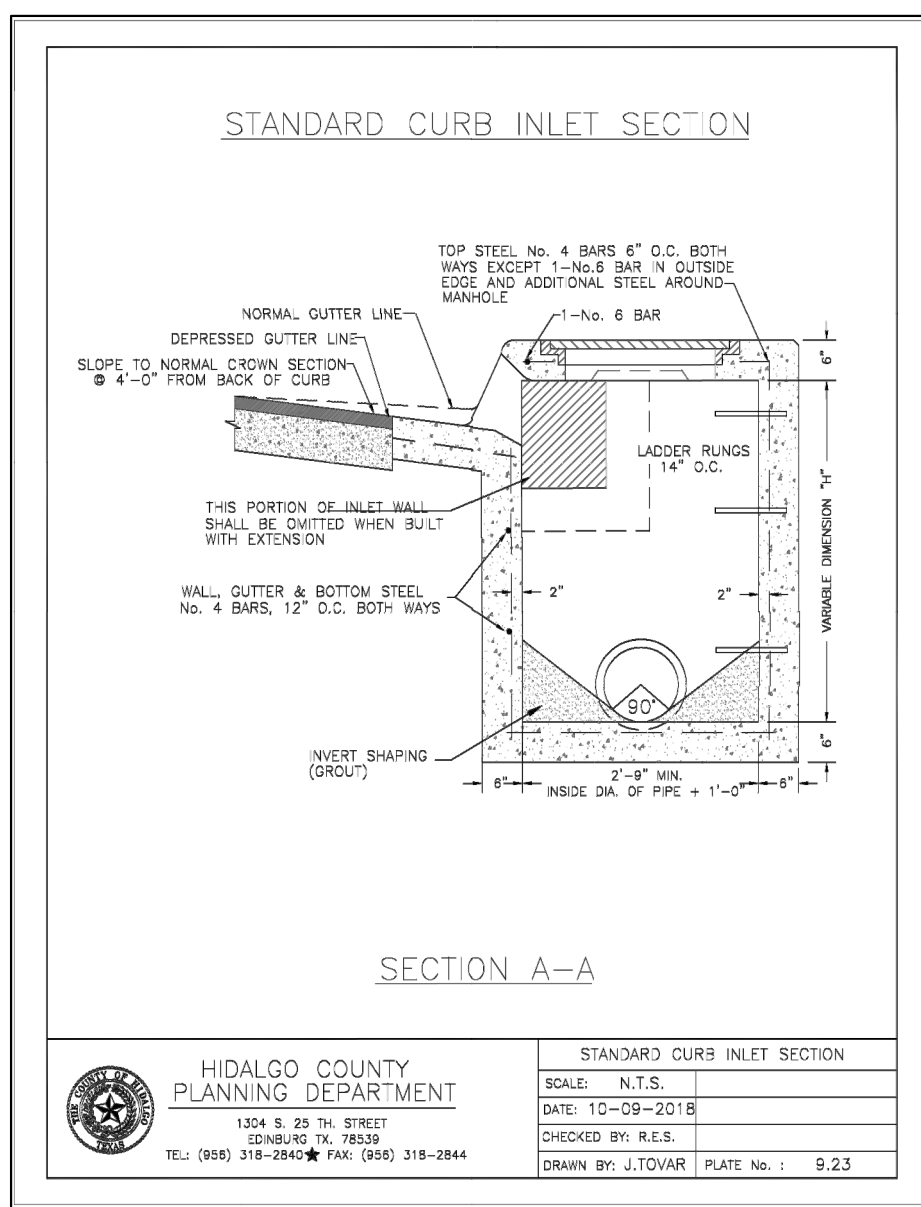 STANDARD CURB INLET SECTION
TOP STEEL No. 4 BARS 6" O.C. BOTH
WAYS EXCEPT 1-No.6 BAR IN OUTSIDE
EDGE AND ADDITIONAL STEEL AROUND
MANHOLE
NORMAL GUTTER LINE
1-No. 6 BAR
DEPRESSED GUTTER LINE
SLOPE TO NORMAL CROWN SECTION
@ 4'-0" FROM BACK OF CURB
6"
LADDER RUNGS
14" O.C.
THIS PORTION OF INLET WALL
SHALL BE OMITTED WHEN BUILT
WITH EXTENSION
VARIABLE DIMENSION "H"
WALL, GUTTER & BOTTOM STEEL
No. 4 BARS, 12" O.C. BOTH WAYS
2"
2"
90°
INVERT SHAPING
(GROUT)
6"
6"
2'-9" MIN.
INSIDE DIA. OF PIPE + 1'-0"
6"
SECTION A-A
THE COUNTY OF HIDALGO
TEXAS
HIDALGO COUNTY
PLANNING DEPARTMENT
1304 S. 25 TH. STREET
EDINBURG TX. 78539
TEL: (956) 318-2840★ FAX: (956) 318-2844
STANDARD CURB INLET SECTION
SCALE: N.T.S.
DATE: 10-09-2018
CHECKED BY: R.E.S.
DRAWN BY: J.TOVAR PLATE No. : 9.23